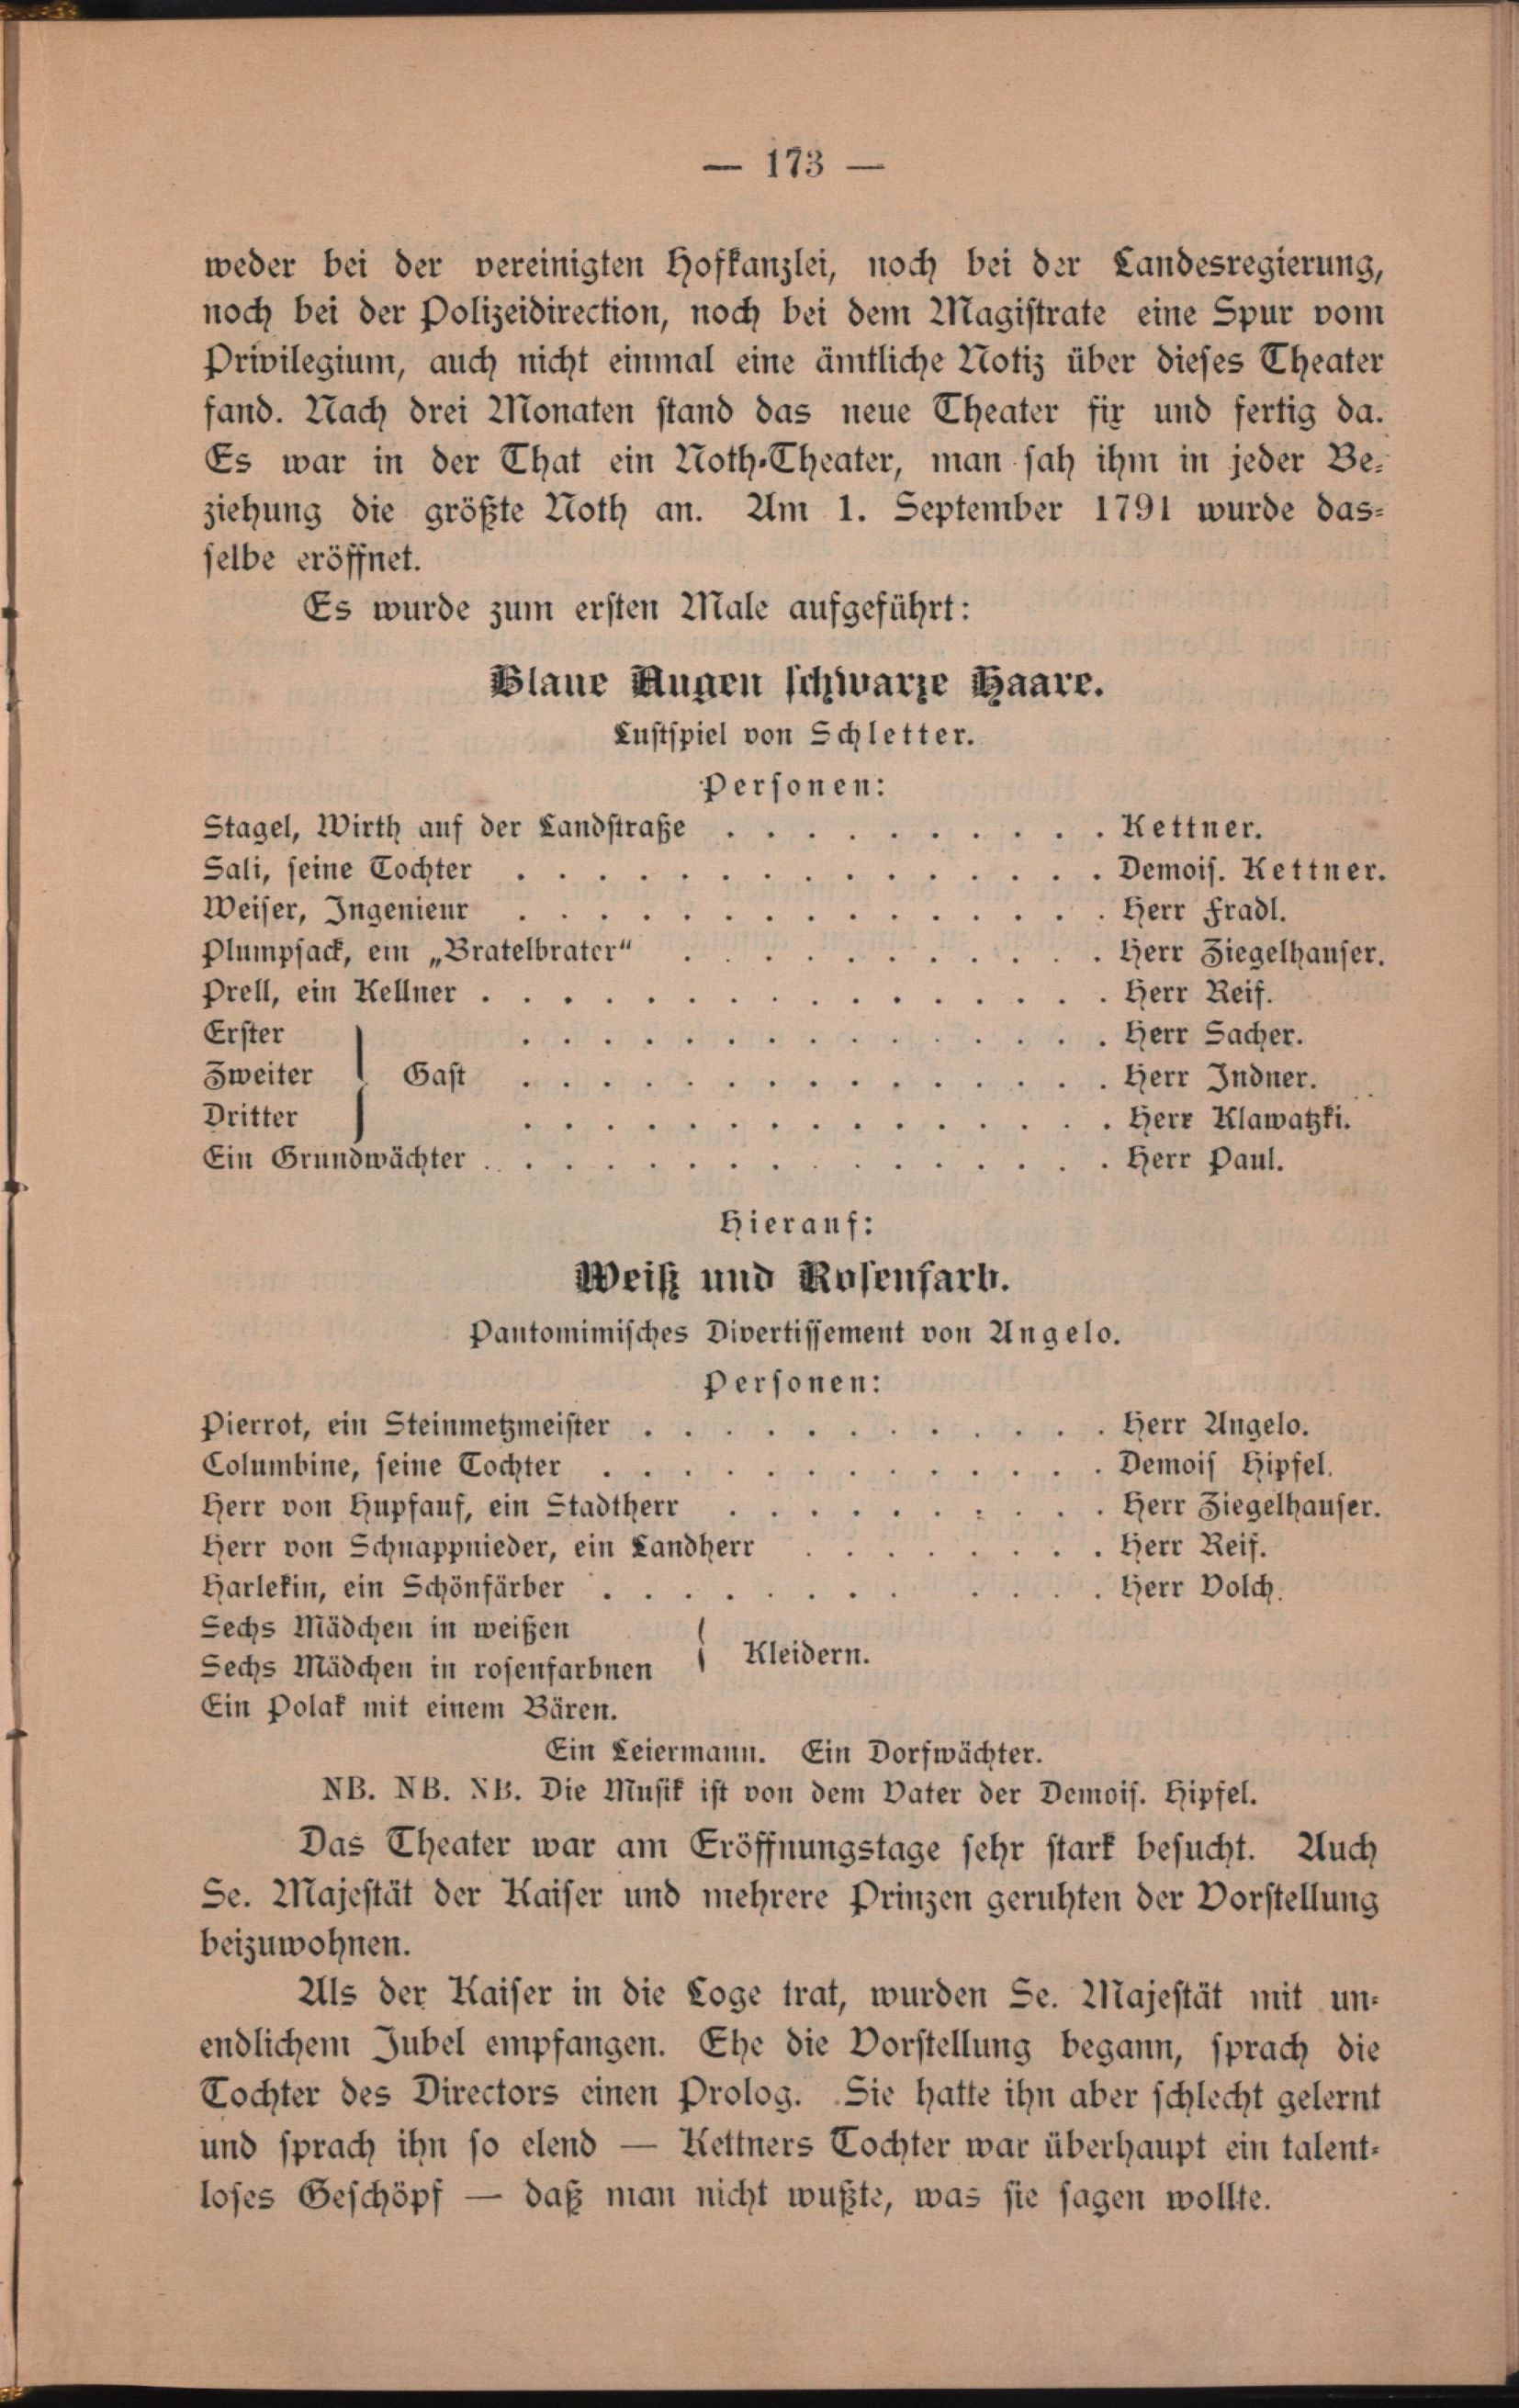 — 173 —
weder bei der vereinigten Hofkanzlei, noch bei der Landesregierung,
noch bei der Polizeidirection, noch bei dem Magistrate eine Spur vom
Privilegium, auch nicht einmal eine ämtliche Notiz über dieses Theater
fand. Nach drei Monaten stand das neue Theater fix und fertig da.
Es war in der That ein Noth-Theater, man sah ihm in jeder Be-
ziehung die größte Noth an. Am 1. September 1791 wurde das-
selbe eröffnet.
Es wurde zum ersten Male aufgeführt:
Blaue Augen schwarze Haare.
Lustspiel von Schletter.
Personen:
Stagel, Wirth auf der Landstraße . . . . . . . . . . Kettner.
Sali, seine Tochter . . . . . . . . . . . . . . . Demois. Kettner.
Weiser, Ingenieur . . . . . . . . . . . . . . . Herr Fradl.
Plumpsack, ein „Bratelbrater“ . . . . . . . . . . . Herr Ziegelhauser.
Prell, ein Kellner . . . . . . . . . . . . . . . . Herr Reif.
Erster . . . . . . . . . . . . . . . Herr Sacher.
Zweiter } Gast . . . . . . . . . . . . . . . Herr Indner.
Dritter . . . . . . . . . . . . . . . Herr Klawatzki.
Ein Grundwächter . . . . . . . . . . . . . . . . Herr Paul.
Hierauf:
Weiß und Rosenfarb.
Pantomimisches Divertissement von Angelo.
Personen:
Pierrot, ein Steinmetzmeister . . . . . . . . . . . . Herr Angelo.
Columbine, seine Tochter . . . . . . . . . . . . . Demois Hipfel.
Herr von Hupfauf, ein Stadtherr . . . . . . . . . . Herr Ziegelhauser.
Herr von Schnappnieder, ein Landherr . . . . . . . . Herr Reif.
Harlekin, ein Schönfärber . . . . . . . . . . . . Herr Volch.
Sechs Mädchen in weißen
Sechs Mädchen in rosenfarbnen } Kleidern.
Ein Polak mit einem Bären.
Ein Leiermann. Ein Dorfwächter.
NB. NB. NB. Die Musik ist von dem Vater der Demois. Hipfel.
Das Theater war am Eröffnungstage sehr stark besucht. Auch
Se. Majestät der Kaiser und mehrere Prinzen geruhten der Vorstellung
beizuwohnen.
Als der Kaiser in die Loge trat, wurden Se. Majestät mit un-
endlichem Jubel empfangen. Ehe die Vorstellung begann, sprach die
Tochter des Directors einen Prolog. Sie hatte ihn aber schlecht gelernt
und sprach ihn so elend — Kettners Tochter war überhaupt ein talent-
loses Geschöpf — daß man nicht wußte, was sie sagen wollte.